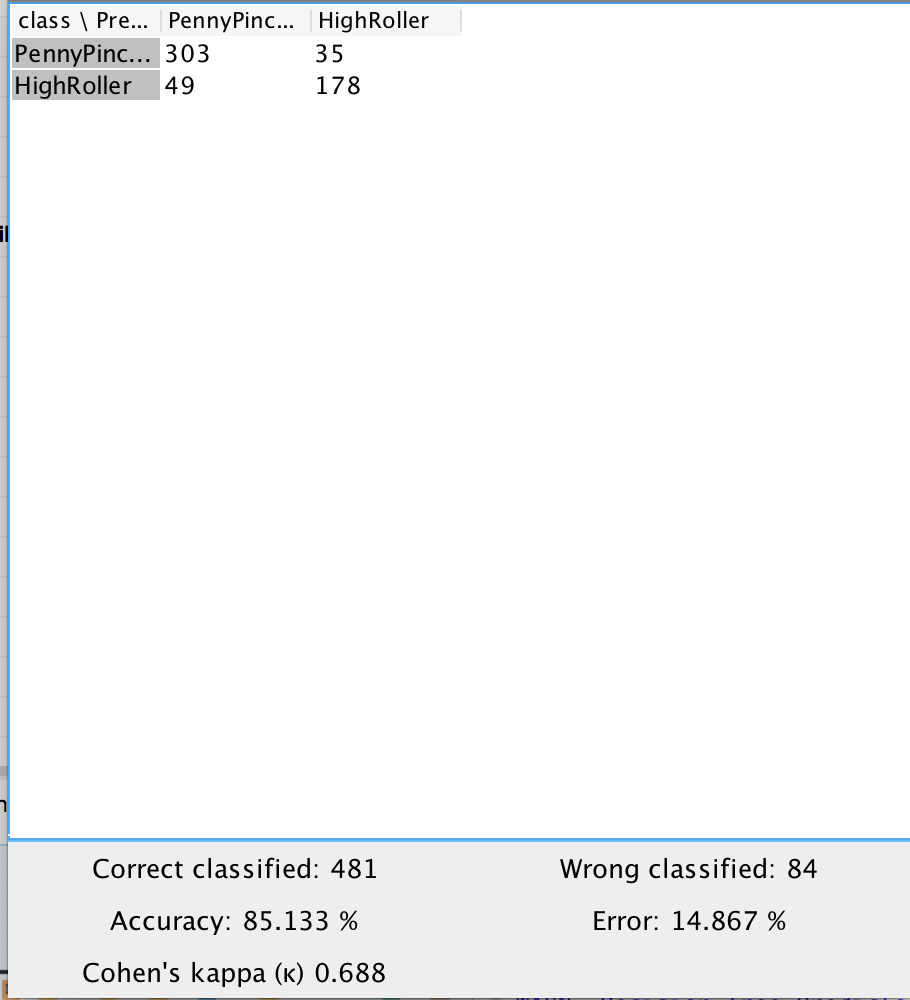 class \ Pre... PennyPinc... HighRoller
PennyPinc... 303 35
HighRoller 49 178
Correct classified: 481 Wrong classified: 84
Accuracy: 85.133 % Error: 14.867 %
Cohen's kappa (κ) 0.688